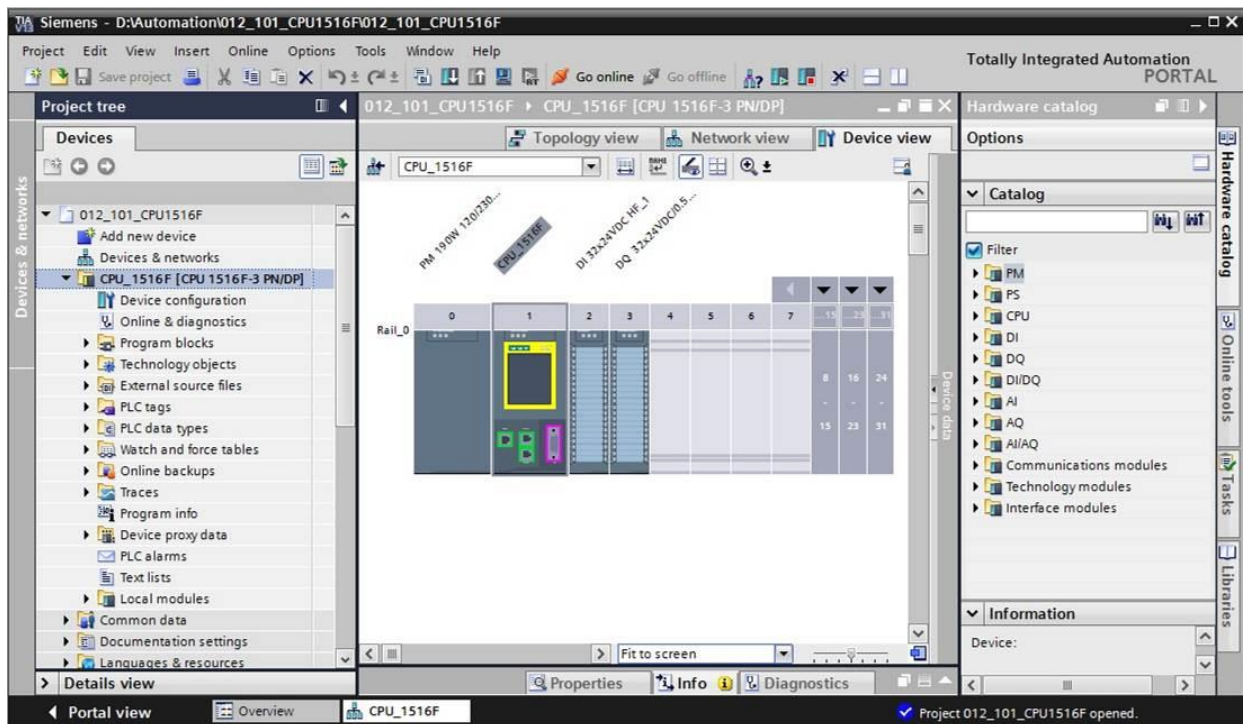 Siemens - D:\Automation\012_101_CPU1516F\012_101_CPU1516F
Project Edit View Insert Online Options Tools Window Help
Totally Integrated Automation
PORTAL
Save project
Go online
Go offline
Project tree
Devices
012_101_CPU1516F
Add new device
Devices & networks
CPU_1516F [CPU 1516F-3 PN/DP]
Device configuration
Online & diagnostics
Program blocks
Technology objects
External source files
PLC tags
PLC data types
Watch and force tables
Online backups
Traces
Program info
Device proxy data
PLC alarms
Text lists
Local modules
Common data
Documentation settings
Languages & resources
Details view
Devices & networks
012_101_CPU1516F CPU_1516F [CPU 1516F-3 PN/DP]
Topology view
Network view
Device view
CPU_1516F
PM 190W 120/230...
CPU_1516F
DI 32x24VDC HF_1
DQ 32x24VDC/0.5...
Rail_0
0 1 2 3 4 5 6 7 ...15 ...23 ...31
8 16 24
- - -
15 23 31
Device data
Fit to screen
Properties
Info
Diagnostics
Hardware catalog
Options
Catalog
Filter
PM
PS
CPU
DI
DQ
DI/DQ
AI
AQ
AI/AQ
Communications modules
Technology modules
Interface modules
Information
Device:
Hardware catalog
Online tools
Tasks
Libraries
Portal view
Overview
CPU_1516F
Project 012_101_CPU1516F opened.